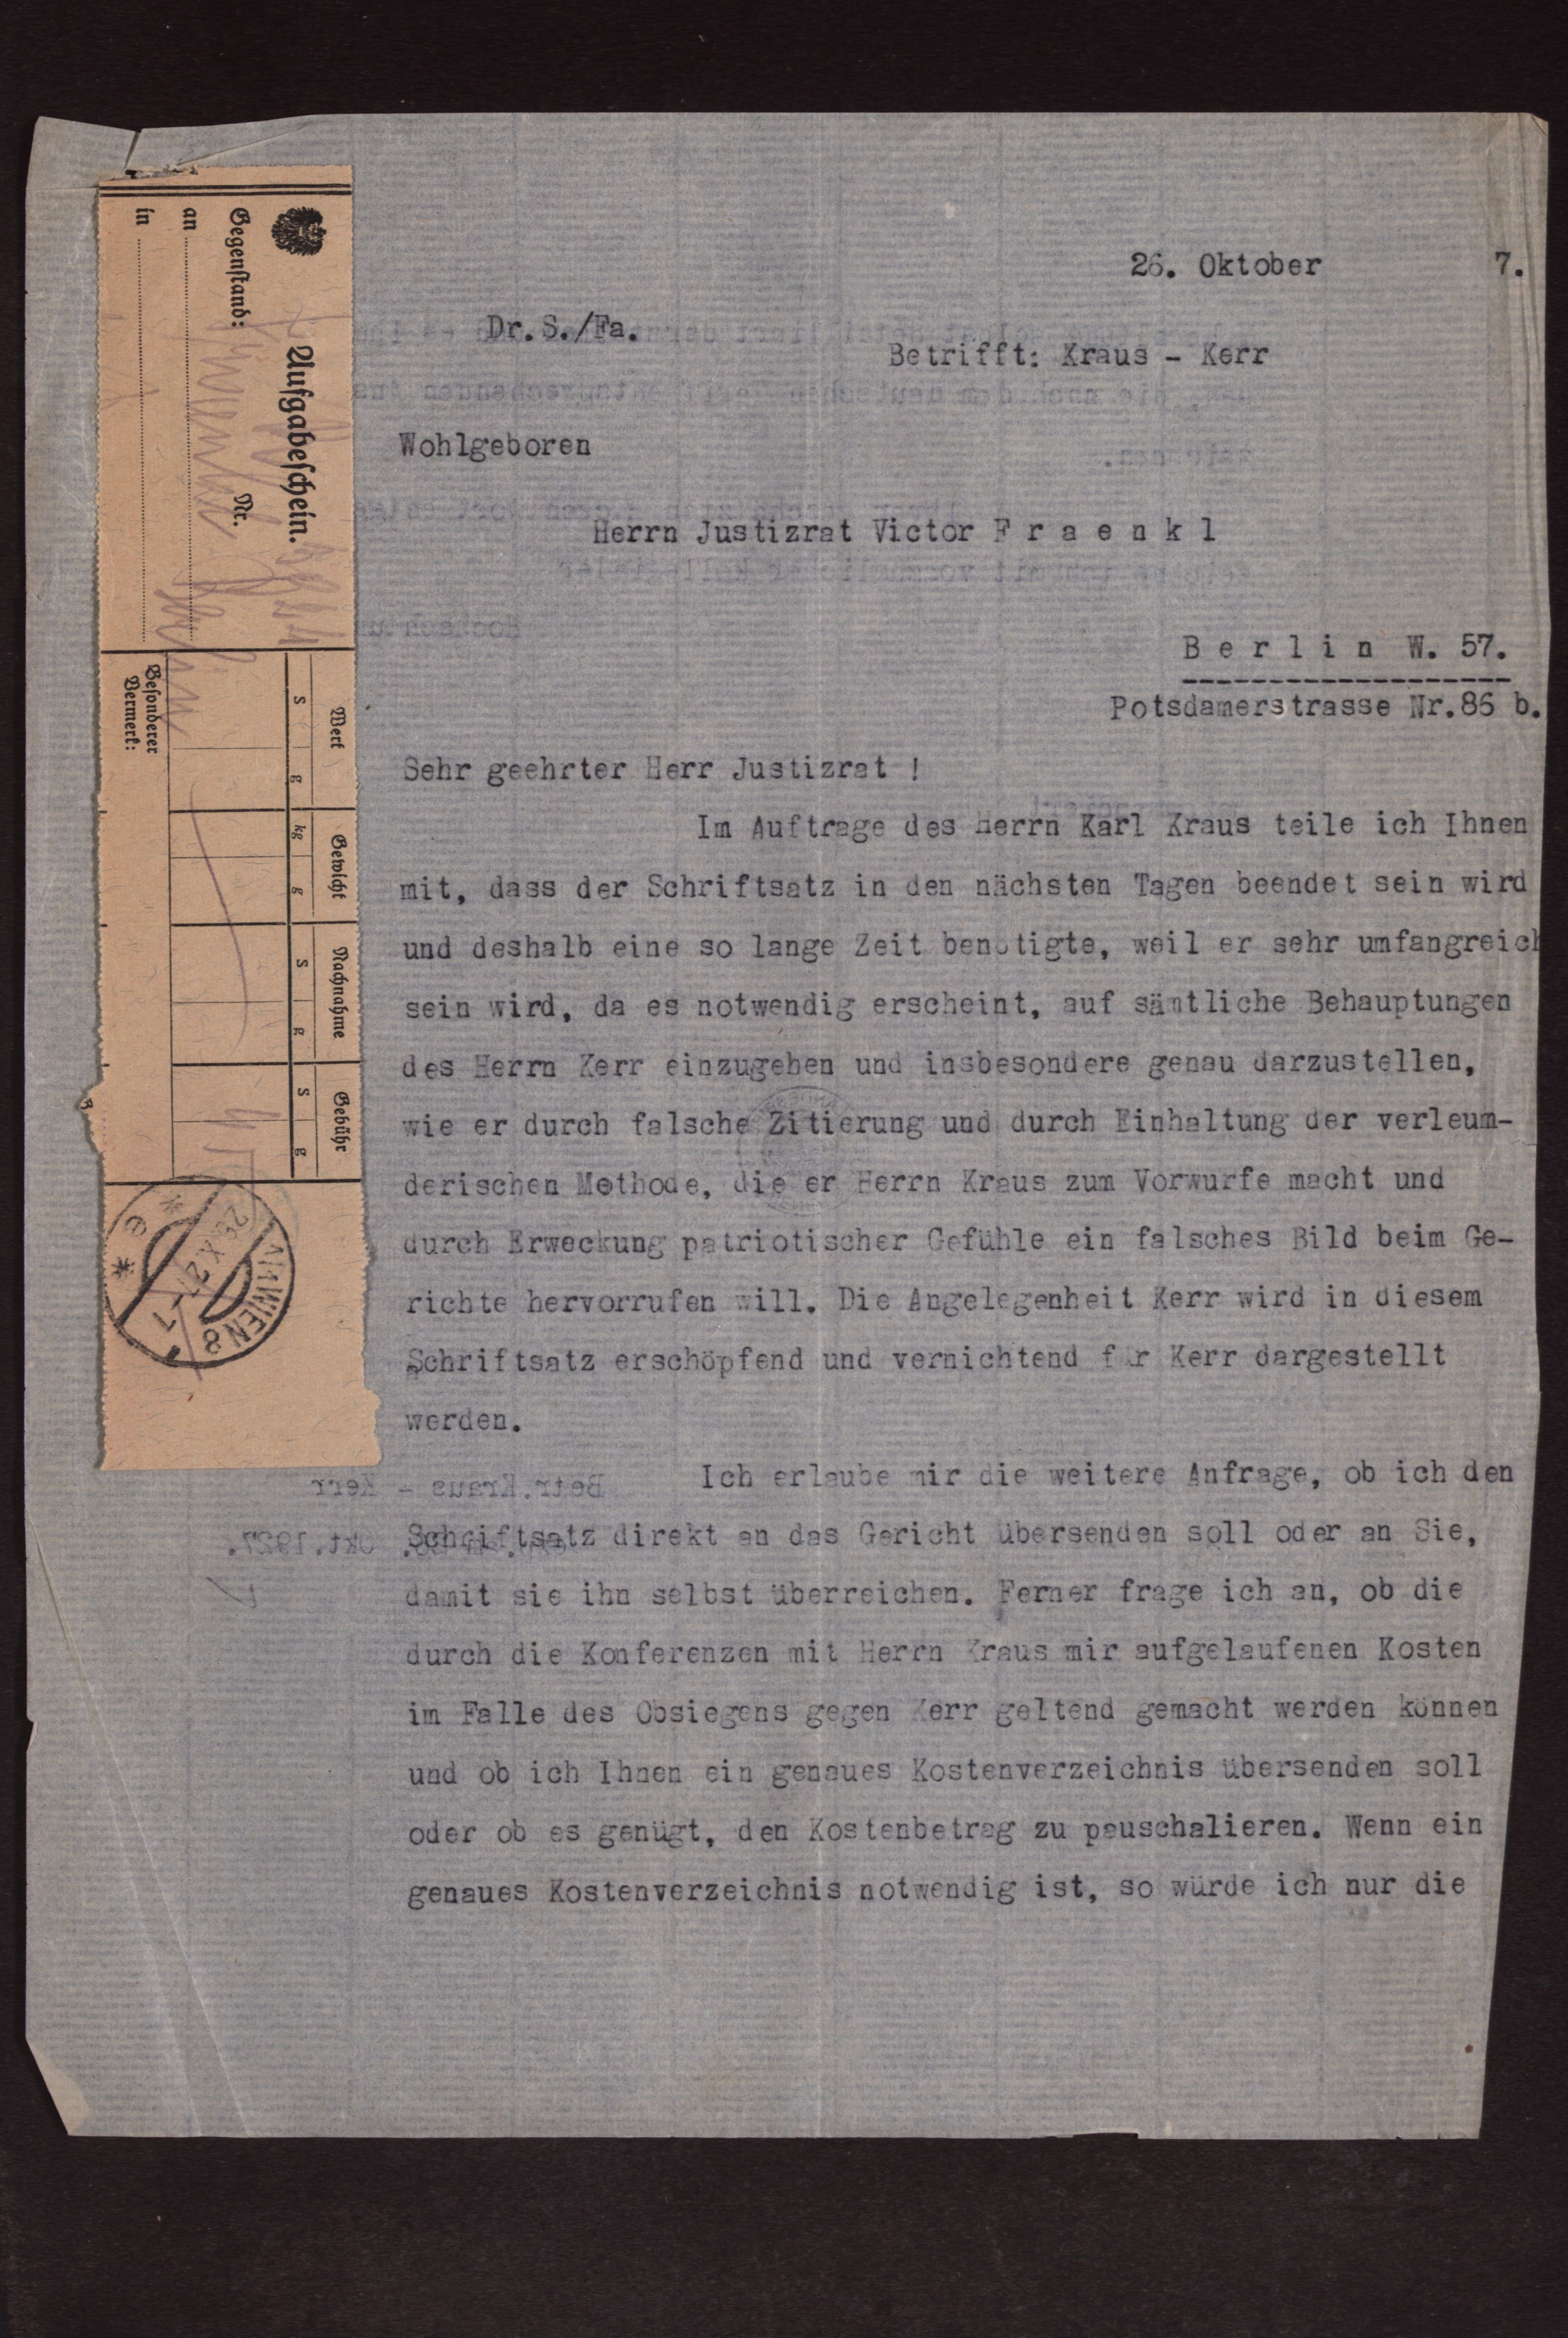 26. Oktober 7.
Dr.S./Fa.
Betrifft: Kraus - Kerr
Wohlgeboren
Herrn Justizrat Victor F r a e n k l
B e r l i n W. 57.
Potsdamerstrasse Nr.86 b.
Sehr geehrter Herr Justizrat !
Im Auftrage des Herrn Karl Kraus teile ich Ihnen
mit, dass der Schriftsatz in den nächsten Tagen beendet sein wird
und deshalb eine so lange Zeit benötigte, weil er sehr umfangreich
sein wird, da es notwendig erscheint, auf sämtliche Behauptungen
des Herrn Kerr einzugehen und insbesondere genau darzustellen,
wie er durch falsche Zitierung und durch Einhaltung der verleum-
derischen Methode, die er Herrn Kraus zum Vorwurfe macht und
durch Erweckung patriotischer Gefühle ein falsches Bild beim Ge-
richte hervorrufen will. Die Angelegenheit Kerr wird in diesem
Schriftsatz erschöpfend und vernichtend für Kerr dargestellt
werden.
Ich erlaube mir die weitere Anfrage, ob ich den
Schriftsatz direkt an das Gericht übersenden soll oder an Sie,
damit sie ihn selbst überreichen. Ferner frage ich an, ob die
durch die Konferenzen mit Herrn Kraus mir aufgelaufenen Kosten
im Falle des Obsiegens gegen Kerr geltend gemacht werden können
und ob ich Ihnen ein genaues Kostenverzeichnis übersenden soll
oder ob es genügt, den Kostenbetrag zu pauschalieren. Wenn ein
genaues Kostenverzeichnis notwendig ist, so würde ich nur die
Aufgabeschein.
Gegenstand: Nr.
an
in
Wert Gewicht Nachnahme Gebühr
S g kg g S g S g
Besonderer
Vermerk:
WIEN 8
26.X.27-7
Betr.Kraus - Kerr
Okt.1927.